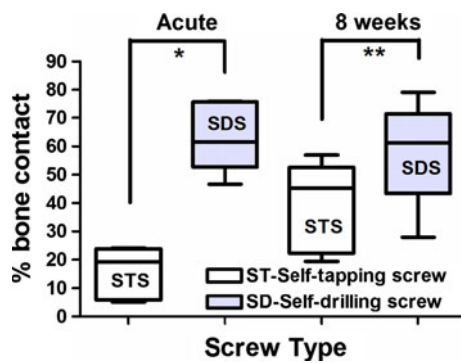 Acute 8 weeks
* **
% bone contact
90
80
70
60
50
40
30
20
10
0
STS
SDS
STS
SDS
ST-Self-tapping screw
SD-Self-drilling screw
Screw Type